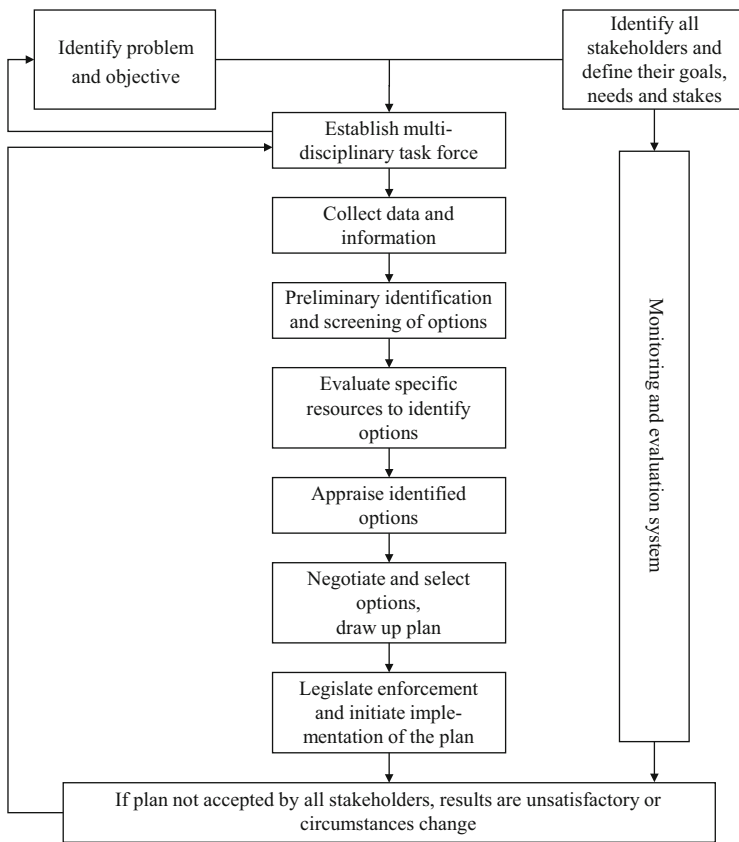 Identify problem
and objective
Identify all
stakeholders and
define their goals,
needs and stakes
Establish multi-
disciplinary task force
Collect data and
information
Preliminary identification
and screening of options
Evaluate specific
resources to identify
options
Appraise identified
options
Negotiate and select
options,
draw up plan
Legislate enforcement
and initiate imple-
mentation of the plan
Monitoring and evaluation system
If plan not accepted by all stakeholders, results are unsatisfactory or
circumstances change